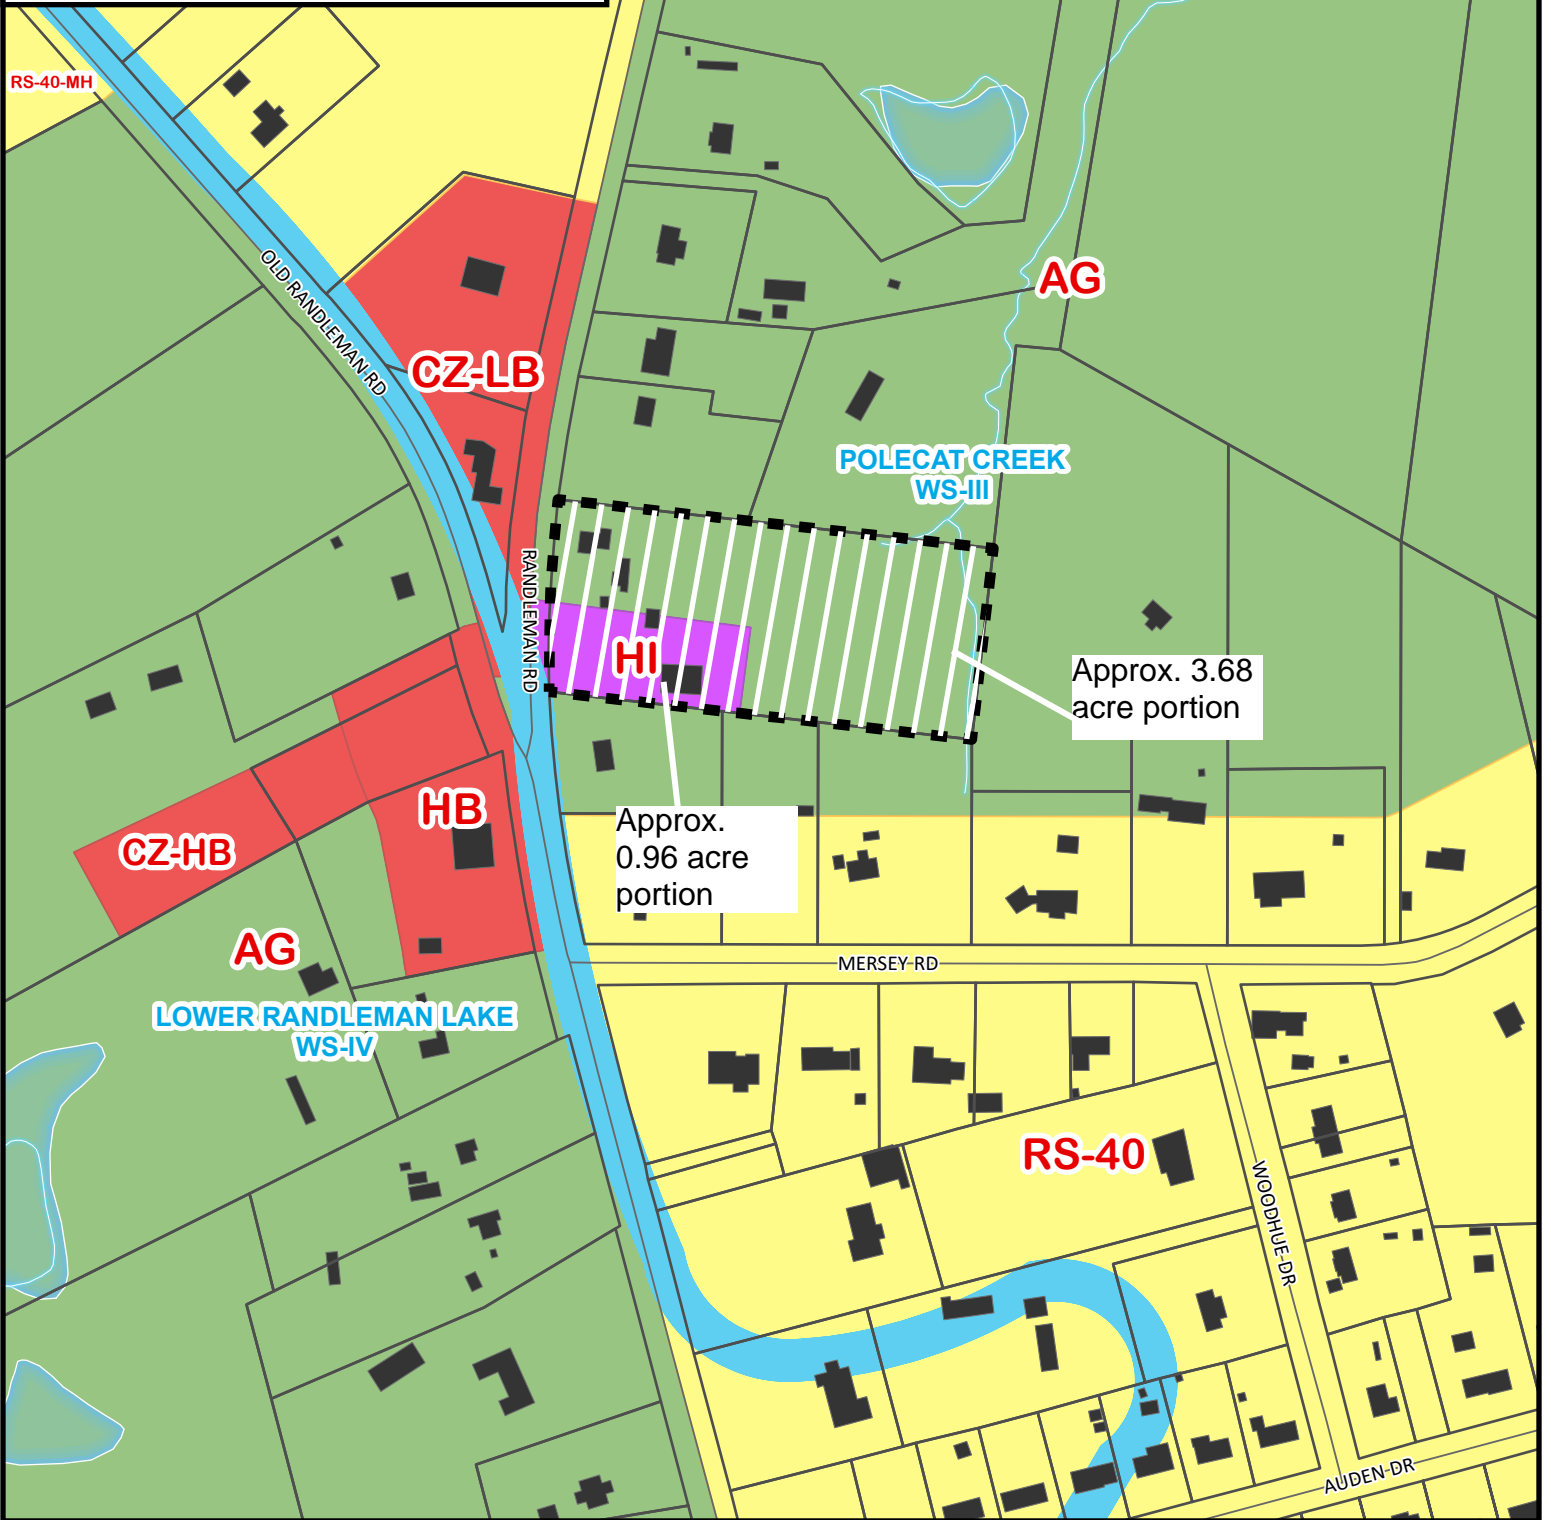 RS-40-MH
OLD RANDLEMAN RD
AG
CZ-LB
POLECAT CREEK
WS-III
RANDLEMAN RD
HI
Approx. 3.68
acre portion
HB
CZ-HB
Approx.
0.96 acre
portion
AG
MERSEY RD
LOWER RANDLEMAN LAKE
WS-IV
RS-40
WOODHUE DR
AUDEN DR